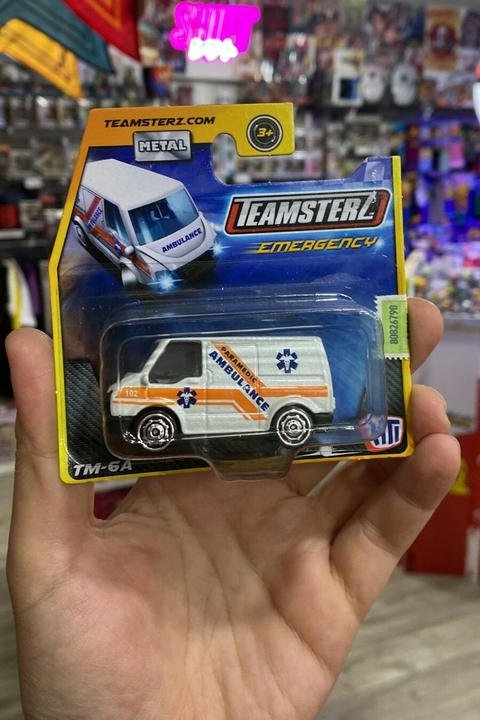 TEAMSTERZ.COM
3+
METAL
TEAMSTERZ
EMERGENCY
AMBULANCE
80826790
PARAMEDIC
AMBULANCE
102
TM-6A